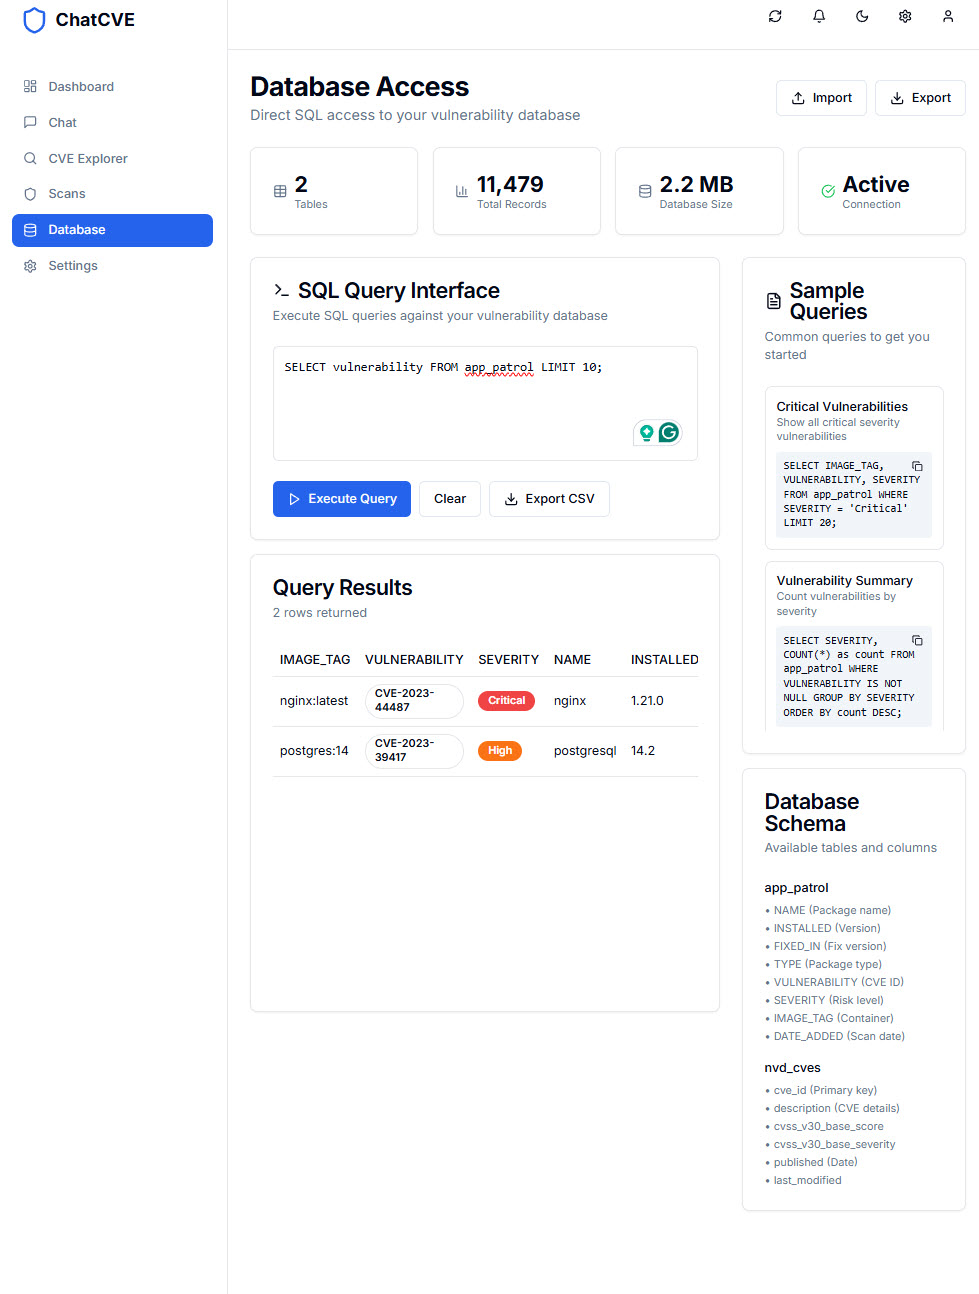 ChatCVE
Dashboard
Chat
CVE Explorer
Scans
Database
Settings
Database Access
Direct SQL access to your vulnerability database
Import
Export
2
Tables
11,479
Total Records
2.2 MB
Database Size
Active
Connection
SQL Query Interface
Execute SQL queries against your vulnerability database
SELECT vulnerability FROM app_patrol LIMIT 10;
Execute Query
Clear
Export CSV
Query Results
2 rows returned
IMAGE_TAG VULNERABILITY SEVERITY NAME INSTALLED
nginx:latest CVE-2023-44487 Critical nginx 1.21.0
postgres:14 CVE-2023-39417 High postgresql 14.2
Sample
Queries
Common queries to get you
started
Critical Vulnerabilities
Show all critical severity
vulnerabilities
SELECT IMAGE_TAG,
VULNERABILITY, SEVERITY
FROM app_patrol WHERE
SEVERITY = 'Critical'
LIMIT 20;
Vulnerability Summary
Count vulnerabilities by
severity
SELECT SEVERITY,
COUNT(*) as count FROM
app_patrol WHERE
VULNERABILITY IS NOT
NULL GROUP BY SEVERITY
ORDER BY count DESC;
Database
Schema
Available tables and columns
app_patrol
• NAME (Package name)
• INSTALLED (Version)
• FIXED_IN (Fix version)
• TYPE (Package type)
• VULNERABILITY (CVE ID)
• SEVERITY (Risk level)
• IMAGE_TAG (Container)
• DATE_ADDED (Scan date)
nvd_cves
• cve_id (Primary key)
• description (CVE details)
• cvss_v30_base_score
• cvss_v30_base_severity
• published (Date)
• last_modified